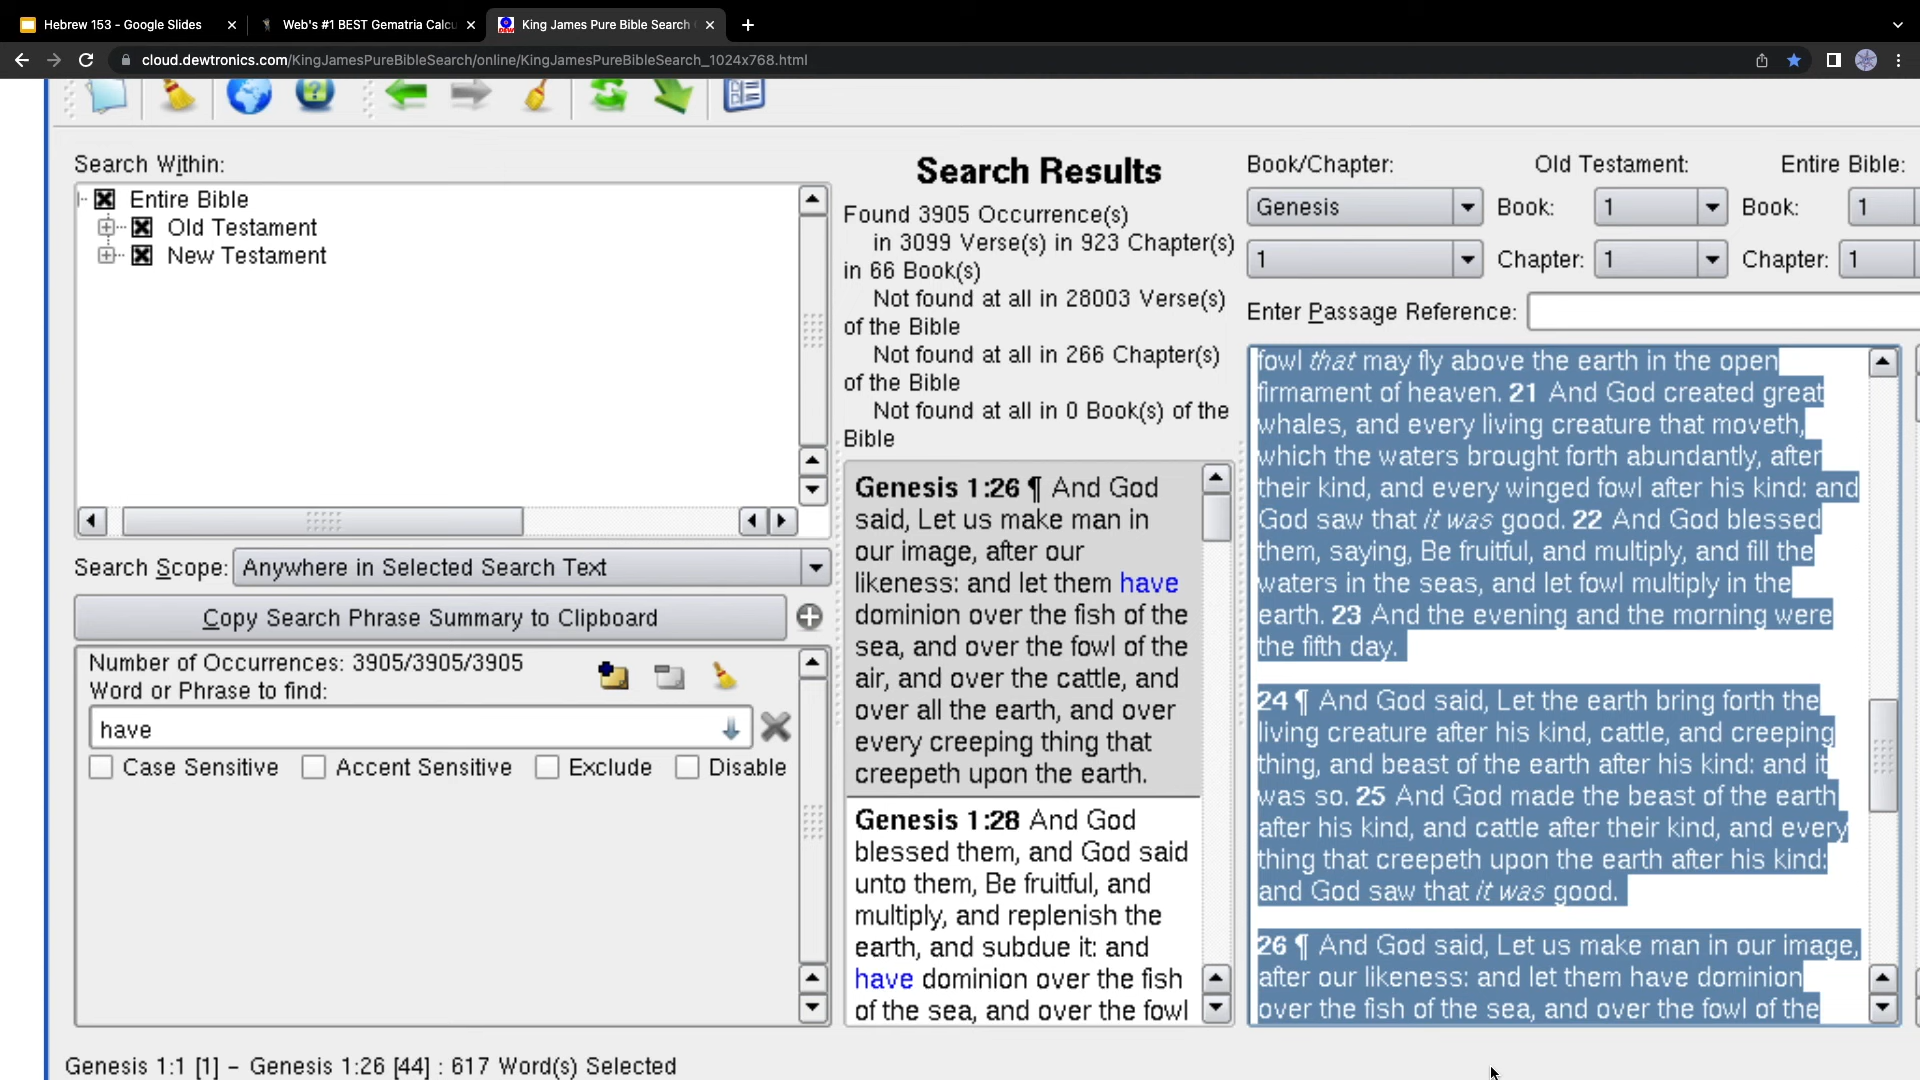 Hebrew 153 - Google Slides
Web's #1 BEST Gematria Calcu
King James Pure Bible Search
cloud.dewtronics.com/KingJamesPureBibleSearch/online/KingJamesPureBibleSearch_1024x768.html
Search Within:
Entire Bible
Old Testament
New Testament
Search Scope: Anywhere in Selected Search Text
Copy Search Phrase Summary to Clipboard
Number of Occurrences: 3905/3905/3905
Word or Phrase to find:
have
Case Sensitive Accent Sensitive Exclude Disable
Search Results
Found 3905 Occurrence(s)
in 3099 Verse(s) in 923 Chapter(s)
in 66 Book(s)
Not found at all in 28003 Verse(s)
of the Bible
Not found at all in 266 Chapter(s)
of the Bible
Not found at all in 0 Book(s) of the
Bible
Genesis 1:26 ¶ And God
said, Let us make man in
our image, after our
likeness: and let them have
dominion over the fish of the
sea, and over the fowl of the
air, and over the cattle, and
over all the earth, and over
every creeping thing that
creepeth upon the earth.
Genesis 1:28 And God
blessed them, and God said
unto them, Be fruitful, and
multiply, and replenish the
earth, and subdue it: and
have dominion over the fish
of the sea, and over the fowl
Book/Chapter: Old Testament: Entire Bible:
Genesis Book: 1 Book: 1
1 Chapter: 1 Chapter: 1
Enter Passage Reference:
fowl that may fly above the earth in the open
firmament of heaven. 21 And God created great
whales, and every living creature that moveth,
which the waters brought forth abundantly, after
their kind, and every winged fowl after his kind: and
God saw that it was good. 22 And God blessed
them, saying, Be fruitful, and multiply, and fill the
waters in the seas, and let fowl multiply in the
earth. 23 And the evening and the morning were
the fifth day.
24 ¶ And God said, Let the earth bring forth the
living creature after his kind, cattle, and creeping
thing, and beast of the earth after his kind: and it
was so. 25 And God made the beast of the earth
after his kind, and cattle after their kind, and every
thing that creepeth upon the earth after his kind:
and God saw that it was good.
26 ¶ And God said, Let us make man in our image,
after our likeness: and let them have dominion
over the fish of the sea, and over the fowl of the
Genesis 1:1 [1] – Genesis 1:26 [44] : 617 Word(s) Selected